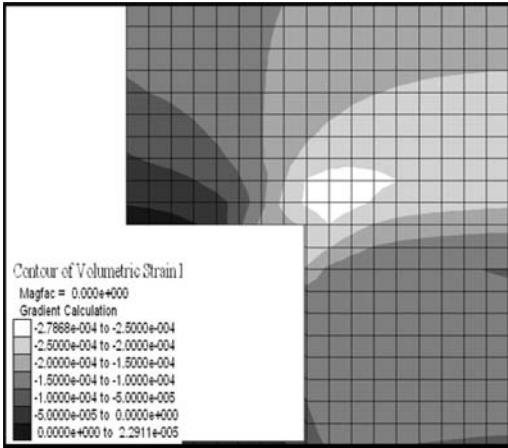 Contour of Volumetric Strain I
Magfac = 0.000e+000
Gradient Calculation
-2.7868e-004 to -2.5000e-004
-2.5000e-004 to -2.0000e-004
-2.0000e-004 to -1.5000e-004
-1.5000e-004 to -1.0000e-004
-1.0000e-004 to -5.0000e-005
-5.0000e-005 to 0.0000e+000
0.0000e+000 to 2.2911e-005